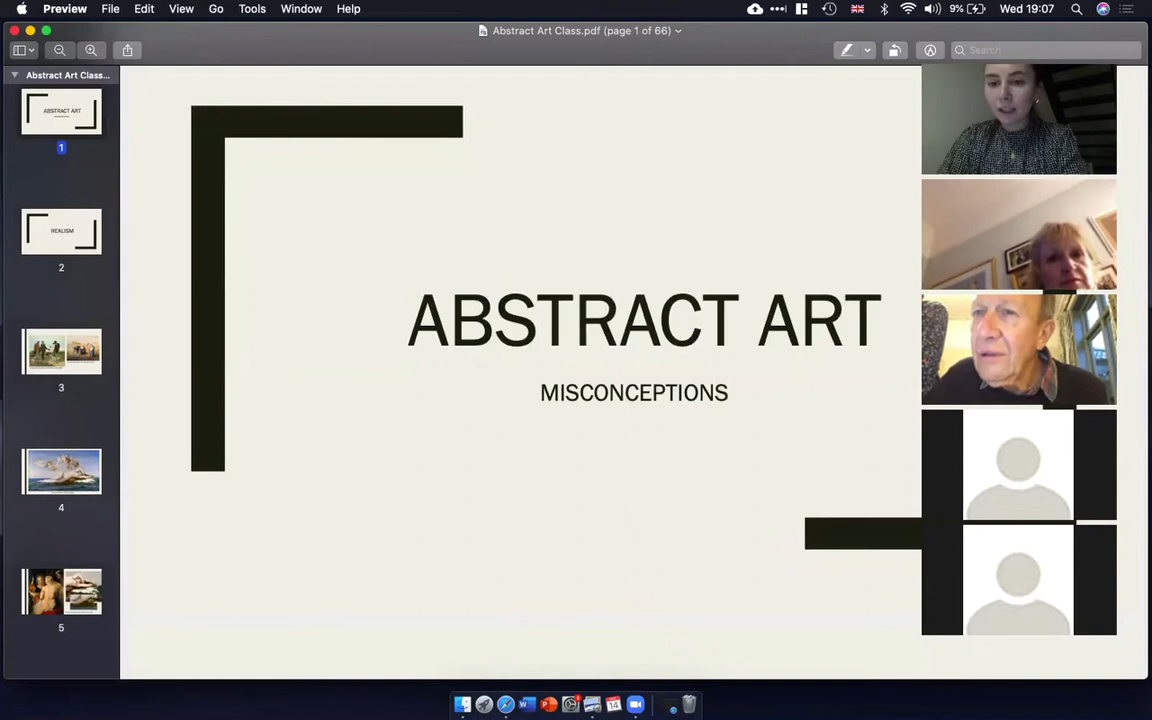 Preview File Edit View Go Tools Window Help 9% Wed 19:07
Abstract Art Class.pdf (page 1 of 66)
Search
Abstract Art Class...
ABSTRACT ART
1
REALISM
2
3
4
5
ABSTRACT ART
MISCONCEPTIONS
14